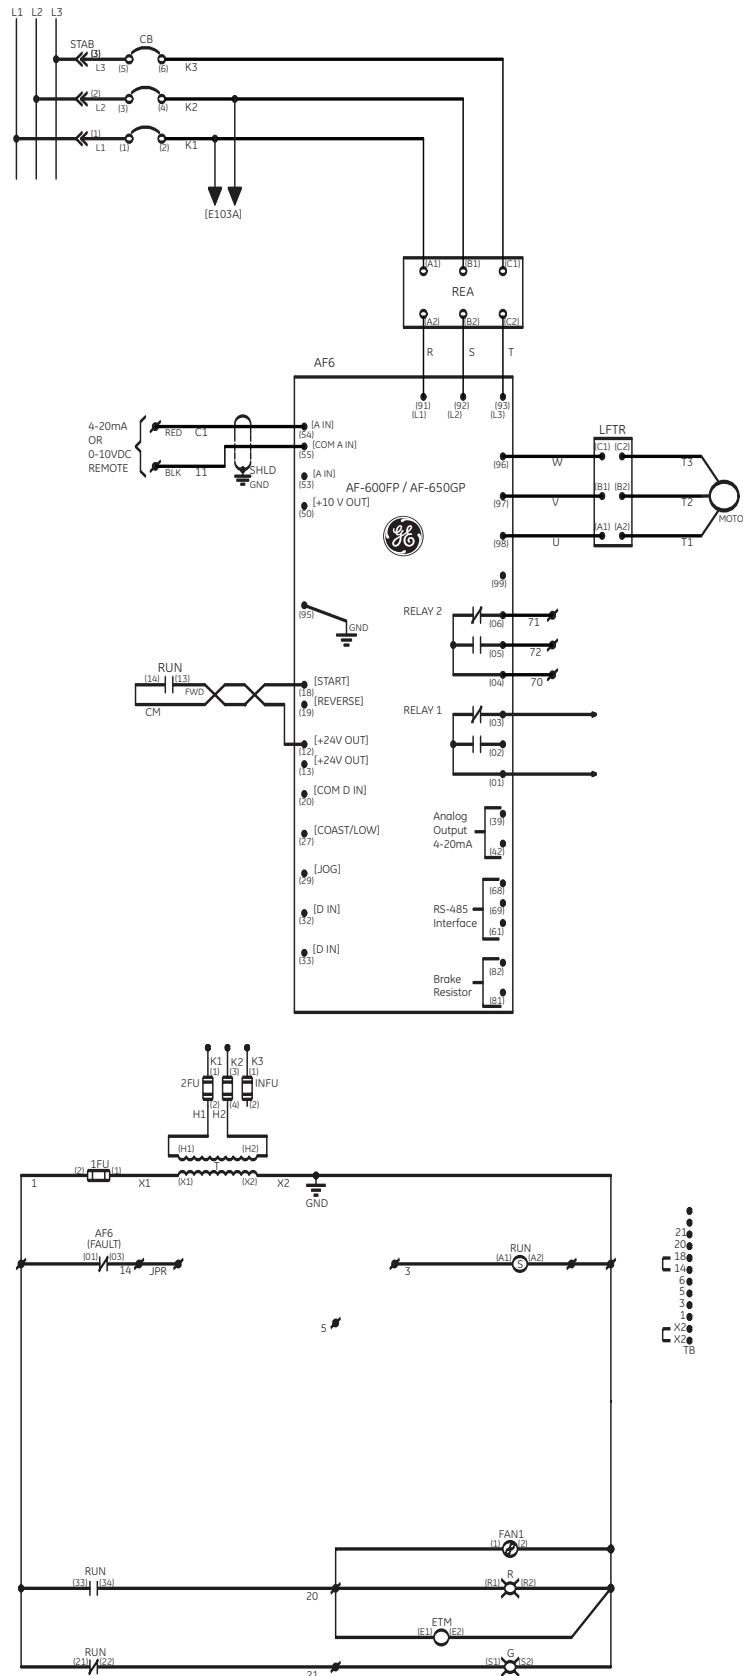 L1 L2 L3
STAB
CB
(3)
L3 (5) (6) K3
(2)
L2 (3) (4) K2
(1)
L1 (1) (2) K1
[E103A]
(A1) (B1) (C1)
REA
(A2) (B2) (C2)
R S T
AF6
(91) (92) (93)
(L1) (L2) (L3)
4-20mA
OR
0-10VDC
REMOTE
RED C1
BLK 11
SHLD
GND
[A IN]
(54)
[COM A IN]
(55)
[A IN]
(53)
[+10 V OUT]
(50)
AF-600FP / AF-650GP
GE
LFTR
(C1) (C2)
(96) W T3
(B1) (B2)
(97) V T2
(A1) (A2)
(98) U T1
MOTO
(99)
(95)
GND
RELAY 2
(06) 71
(05) 72
(04) 70
RELAY 1
(03)
(02)
(01)
RUN
(14) (13)
FWD
CM
[START]
(18)
[REVERSE]
(19)
[+24V OUT]
(12)
[+24V OUT]
(13)
[COM D IN]
(20)
[COAST/LOW]
(27)
[JOG]
(29)
[D IN]
(32)
[D IN]
(33)
Analog
Output
4-20mA
(39)
(42)
RS-485
Interface
(68)
(69)
(61)
Brake
Resistor
(82)
(81)
K1 K2 K3
(1) (3) (1)
2FU INFU
(2) (4) (2)
H1 H2
(H1) (H2)
T
1FU
(2) (1)
1 X1 (X1) (X2) X2
GND
AF6
(FAULT)
(01) (03)
14 JPR
3
RUN
(A1) S (A2)
5
21
20
18
14
6
5
3
1
X2
X2
TB
FAN1
(1) (2)
RUN
(33) (34)
20
R
(R1) (R2)
ETM
(E1) (E2)
RUN
(21) (22)
21
G
(S1) (S2)